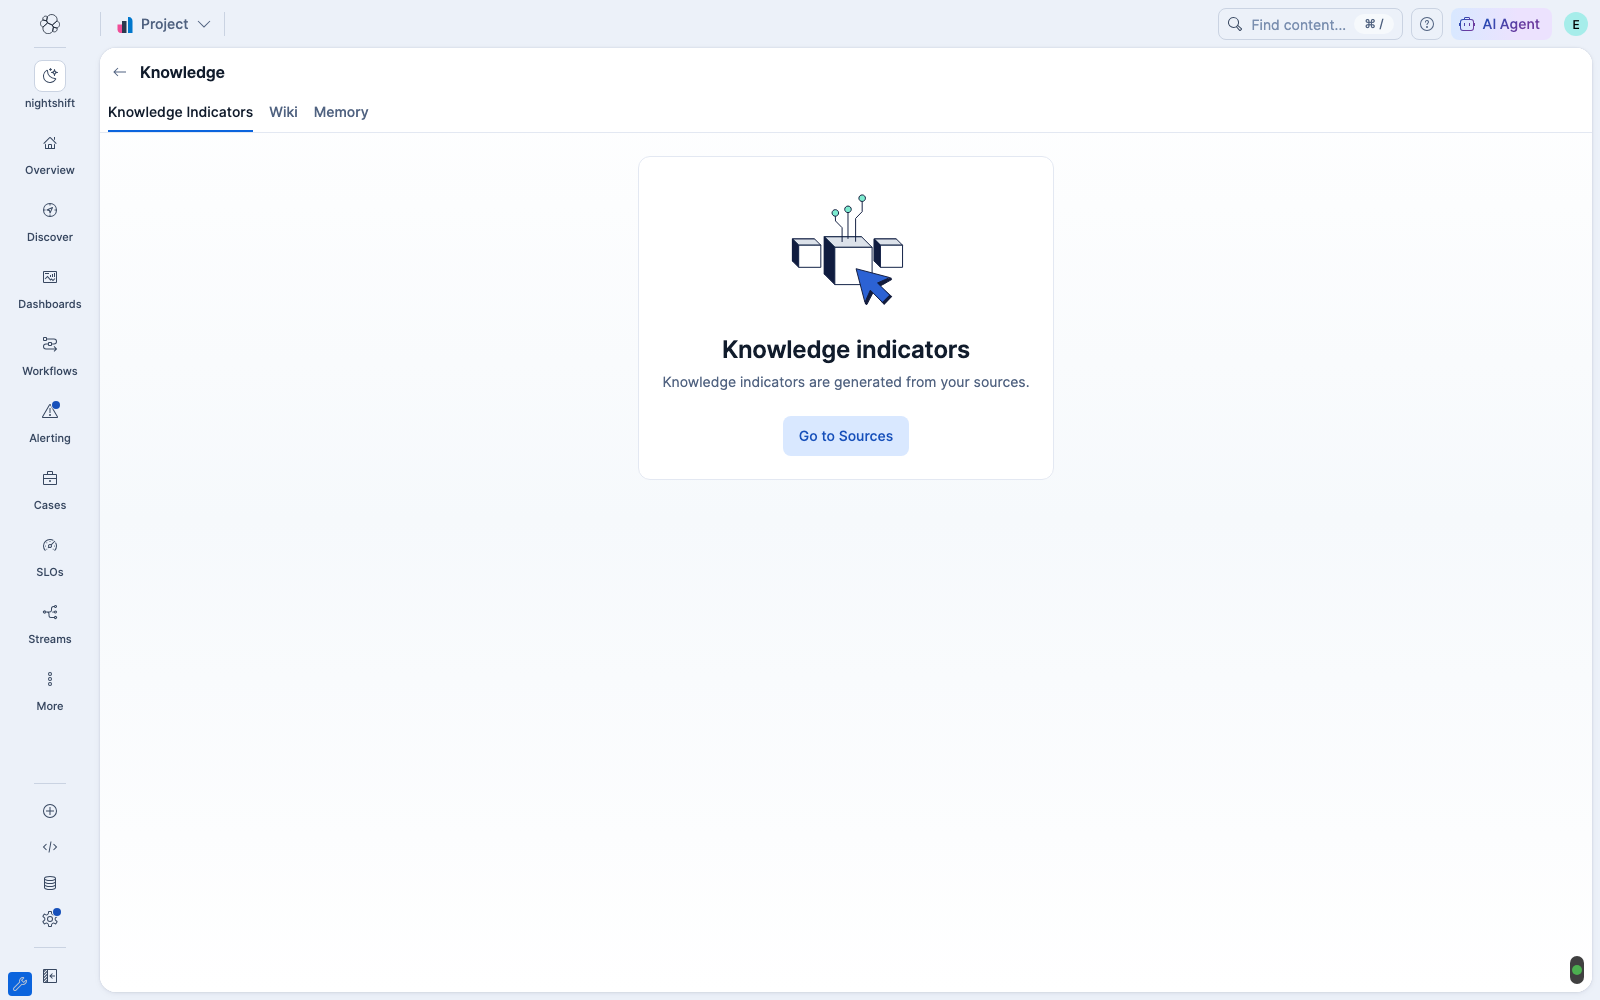 Project
Find content...
⌘ /
AI Agent
E
nightshift
Overview
Discover
Dashboards
Workflows
Alerting
Cases
SLOs
Streams
More
Knowledge
Knowledge Indicators
Wiki
Memory
Knowledge indicators
Knowledge indicators are generated from your sources.
Go to Sources